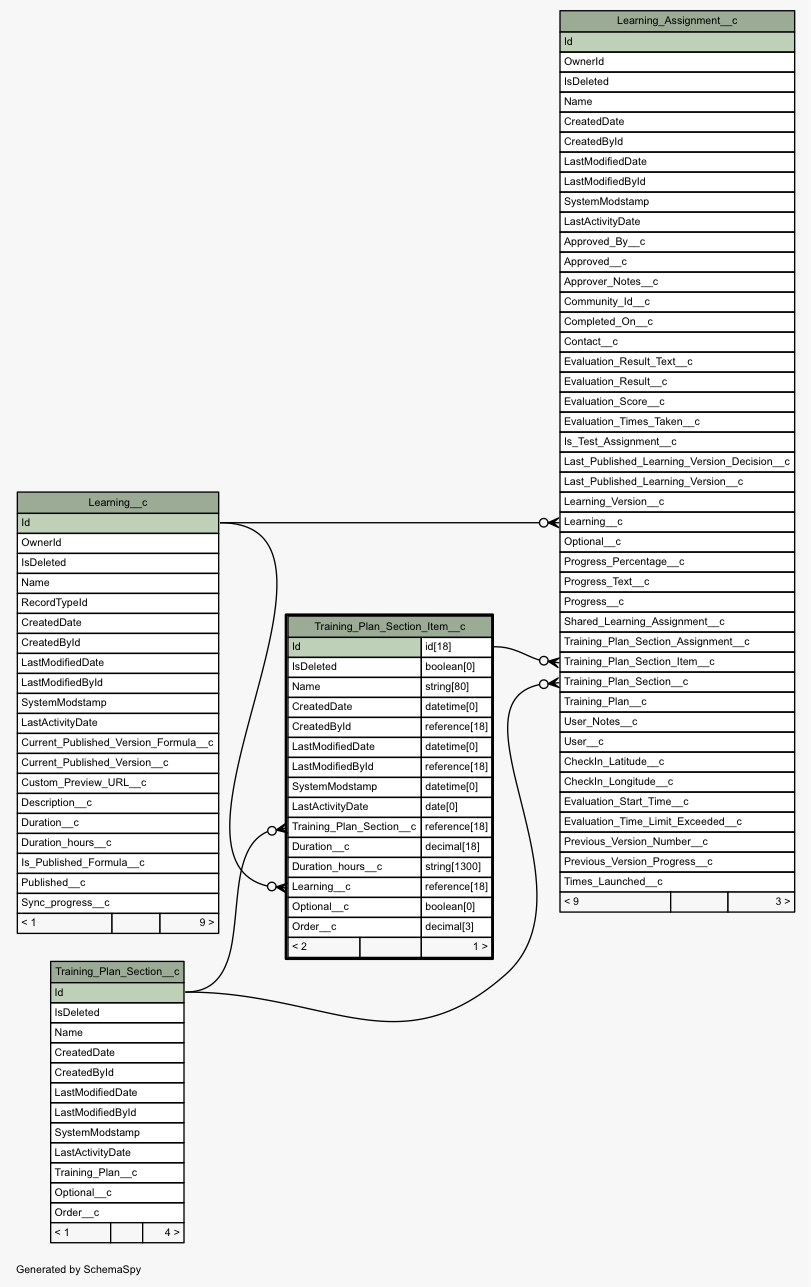 Learning_Assignment__c
Id
OwnerId
IsDeleted
Name
CreatedDate
CreatedById
LastModifiedDate
LastModifiedById
SystemModstamp
LastActivityDate
Approved_By__c
Approved__c
Approver_Notes__c
Community_Id__c
Completed_On__c
Contact__c
Evaluation_Result_Text__c
Evaluation_Result__c
Evaluation_Score__c
Evaluation_Times_Taken__c
Is_Test_Assignment__c
Last_Published_Learning_Version_Decision__c
Last_Published_Learning_Version__c
Learning_Version__c
Learning__c
Optional__c
Progress_Percentage__c
Progress_Text__c
Progress__c
Shared_Learning_Assignment__c
Training_Plan_Section_Assignment__c
Training_Plan_Section_Item__c
Training_Plan_Section__c
Training_Plan__c
User_Notes__c
User__c
CheckIn_Latitude__c
CheckIn_Longitude__c
Evaluation_Start_Time__c
Evaluation_Time_Limit_Exceeded__c
Previous_Version_Number__c
Previous_Version_Progress__c
Times_Launched__c
< 9 3 >
Learning__c
Id
OwnerId
IsDeleted
Name
RecordTypeId
CreatedDate
CreatedById
LastModifiedDate
LastModifiedById
SystemModstamp
LastActivityDate
Current_Published_Version_Formula__c
Current_Published_Version__c
Custom_Preview_URL__c
Description__c
Duration__c
Duration_hours__c
Is_Published_Formula__c
Published__c
Sync_progress__c
< 1 9 >
Training_Plan_Section_Item__c
Id id[18]
IsDeleted boolean[0]
Name string[80]
CreatedDate datetime[0]
CreatedById reference[18]
LastModifiedDate datetime[0]
LastModifiedById reference[18]
SystemModstamp datetime[0]
LastActivityDate date[0]
Training_Plan_Section__c reference[18]
Duration__c decimal[18]
Duration_hours__c string[1300]
Learning__c reference[18]
Optional__c boolean[0]
Order__c decimal[3]
< 2 1 >
Training_Plan_Section__c
Id
IsDeleted
Name
CreatedDate
CreatedById
LastModifiedDate
LastModifiedById
SystemModstamp
LastActivityDate
Training_Plan__c
Optional__c
Order__c
< 1 4 >
Generated by SchemaSpy